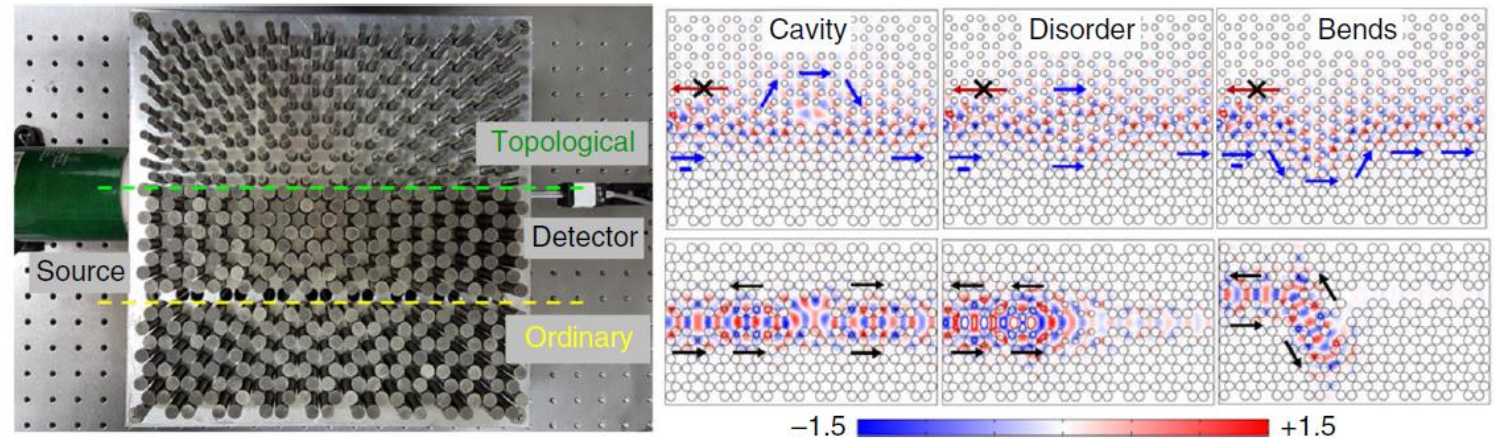 Topological
Detector
Source
Ordinary
Cavity
Disorder
Bends
−
−
−
−1.5
+1.5